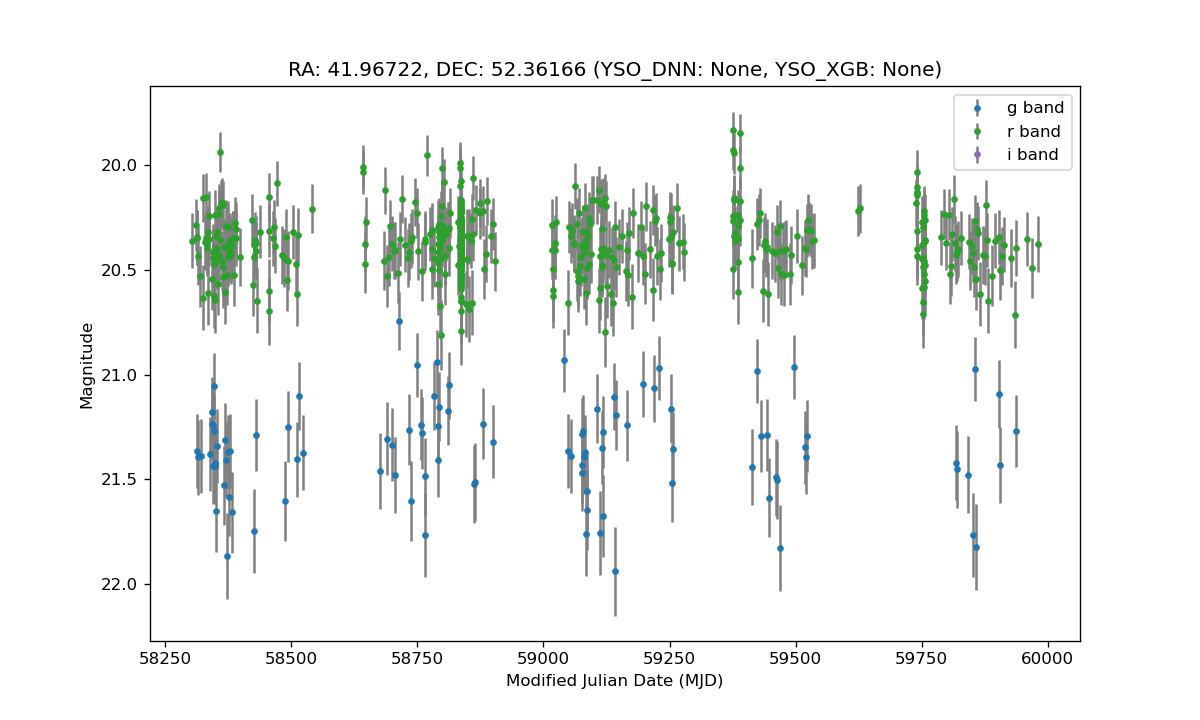 RA: 41.96722, DEC: 52.36166 (YSO_DNN: None, YSO_XGB: None)
g band
r band
i band
20.0
20.5
21.0
21.5
22.0
Magnitude
58250
58500
58750
59000
59250
59500
59750
60000
Modified Julian Date (MJD)